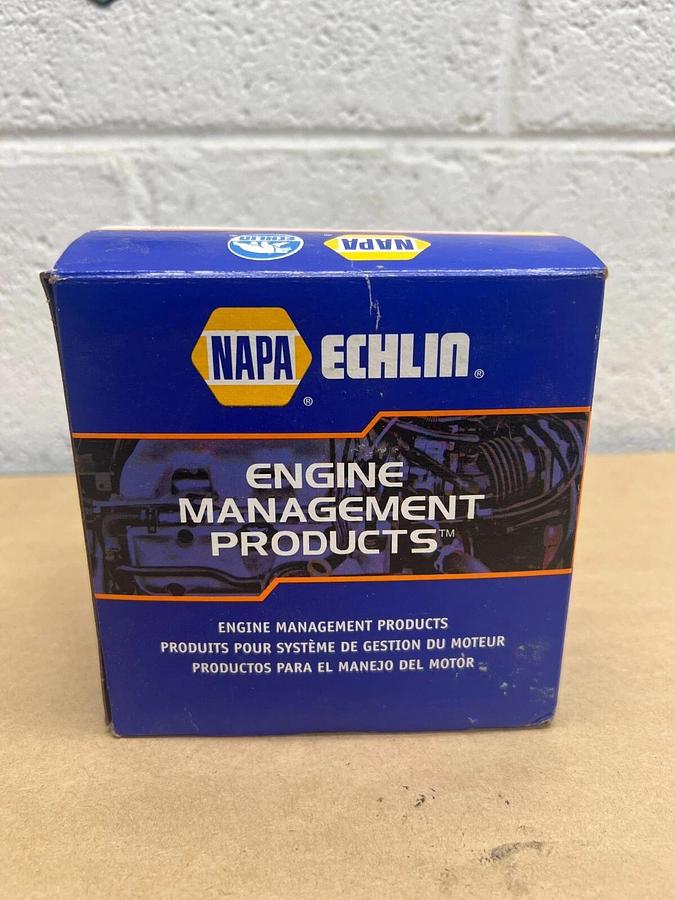 ECHLIN
NAPA
NAPA ECHLIN®
®
ENGINE
MANAGEMENT
PRODUCTS™
ENGINE MANAGEMENT PRODUCTS
PRODUITS POUR SYSTÈME DE GESTION DU MOTEUR
PRODUCTOS PARA EL MANEJO DEL MOTOR